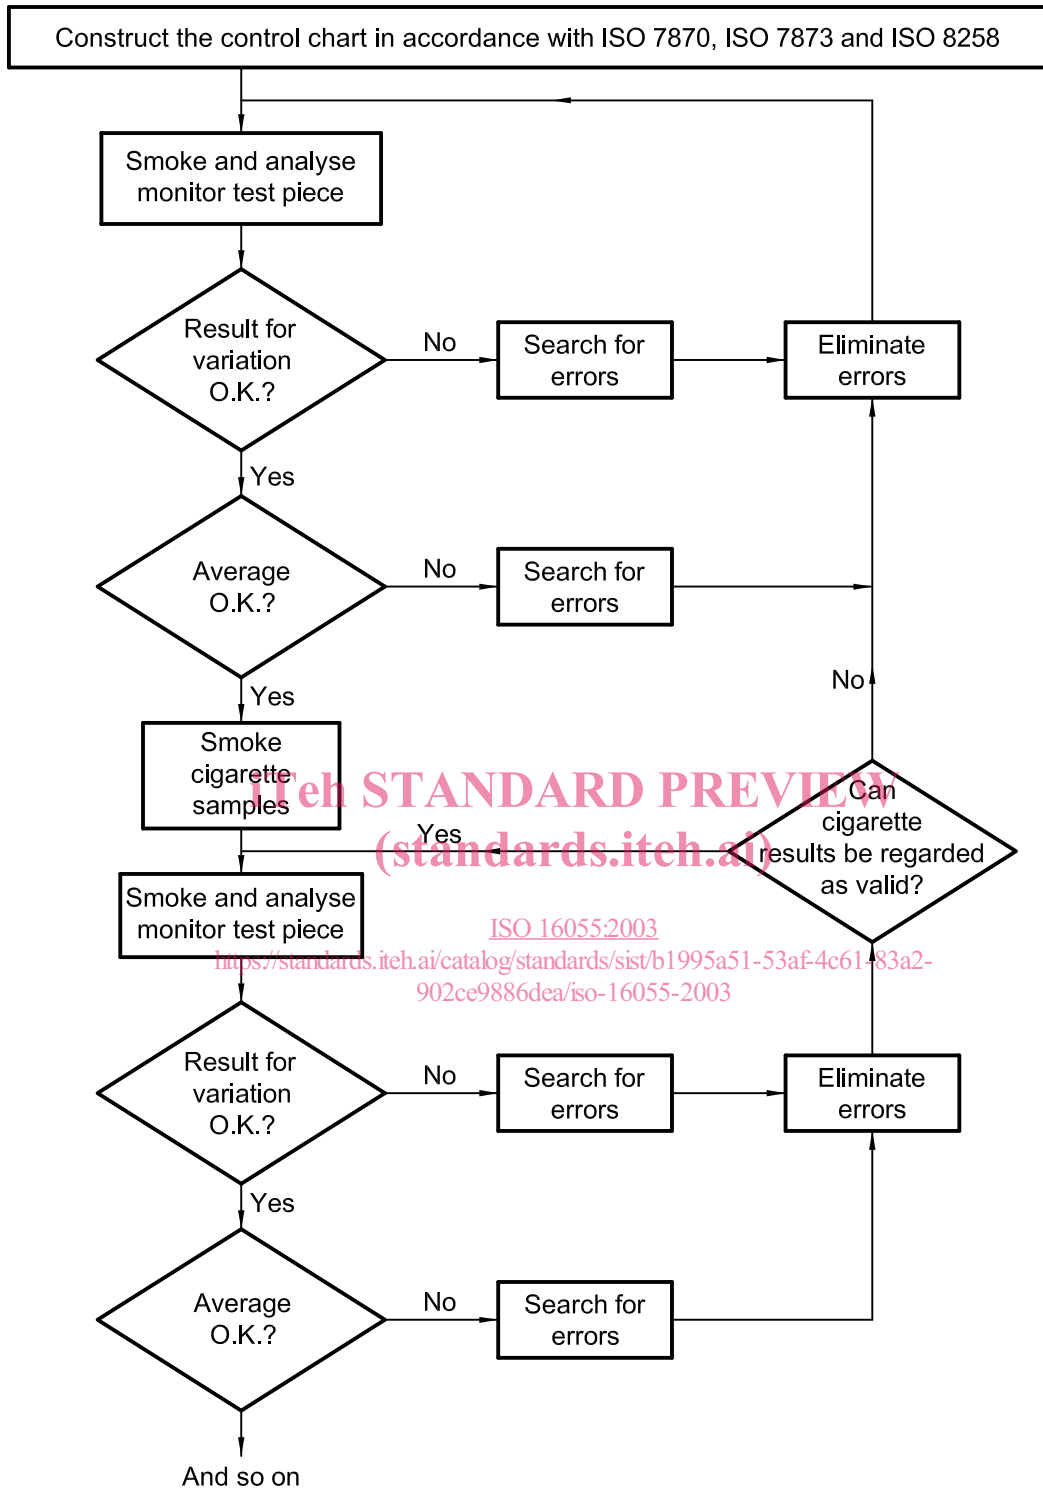 Construct the control chart in accordance with ISO 7870, ISO 7873 and ISO 8258
Smoke and analyse
monitor test piece
Result for
variation
O.K.?
No
Search for
errors
Eliminate
errors
Yes
Average
O.K.?
No
Search for
errors
No
Yes
Smoke
cigarette
samples
iTeh STANDARD PREVIEW
(standards.iteh.ai)
Can
cigarette
results be regarded
as valid?
Yes
Smoke and analyse
monitor test piece
ISO 16055:2003
https://standards.iteh.ai/catalog/standards/sist/b1995a51-53af-4c61-83a2-
902ce9886dea/iso-16055-2003
Result for
variation
O.K.?
No
Search for
errors
Eliminate
errors
Yes
Average
O.K.?
No
Search for
errors
And so on